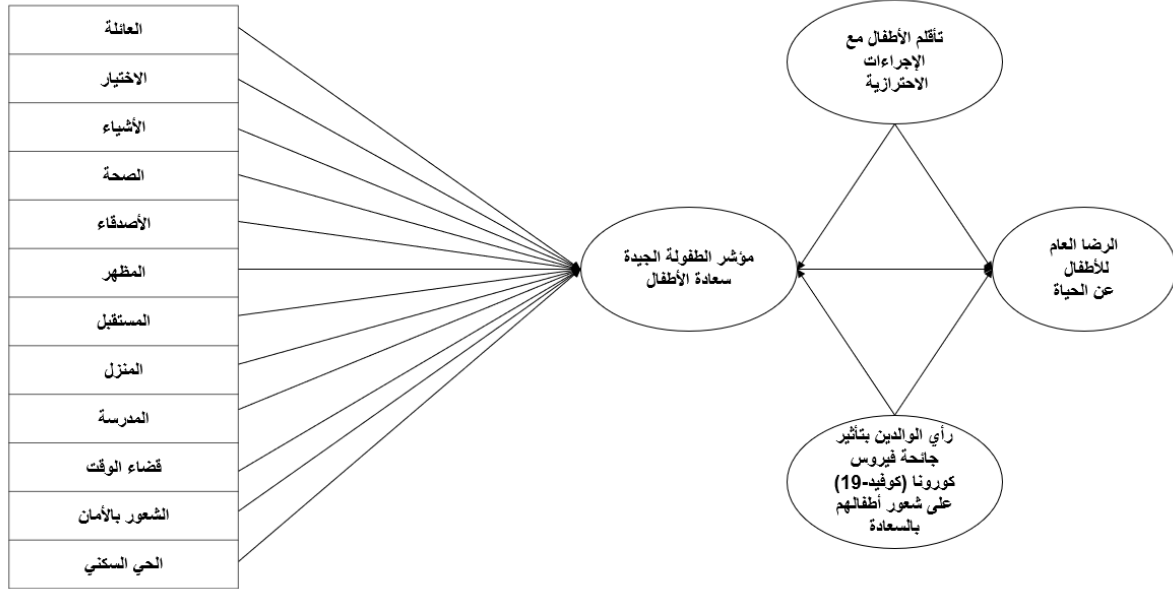 العائلة
الاختيار
الأشياء
الصحة
الأصدقاء
المظهر
المستقبل
المنزل
المدرسة
قضاء الوقت
الشعور بالأمان
الحي السكني
مؤشر الطفولة الجيدة
سعادة الأطفال
تأقلم الأطفال مع
الإجراءات
الاحترازية
الرضا العام
للأطفال
عن الحياة
رأي الوالدين بتأثير
جائحة فيروس
كورونا (كوفيد-19)
على شعور أطفالهم
بالسعادة